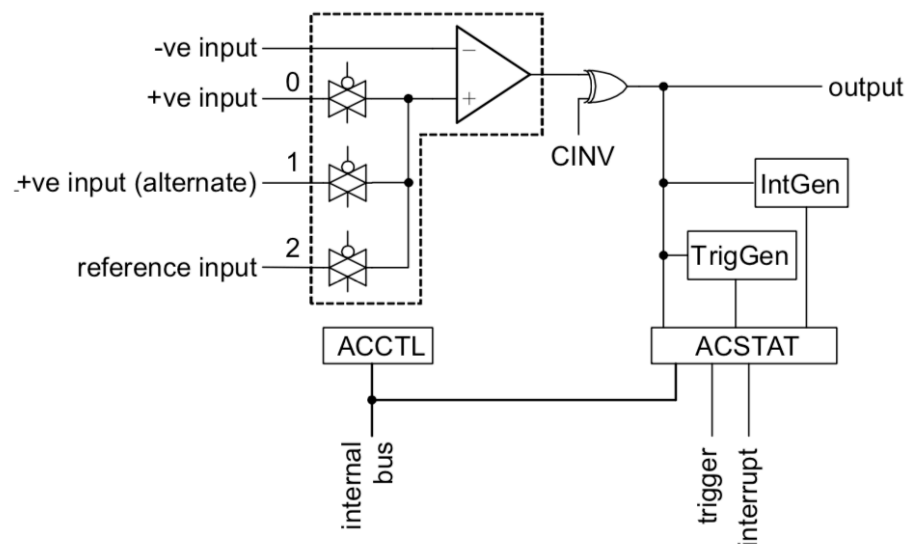 -ve input
0
+ve input
−
+
output
CINV
1
+ve input (alternate)
IntGen
2
reference input
TrigGen
ACCTL
ACSTAT
internal
bus
trigger
interrupt